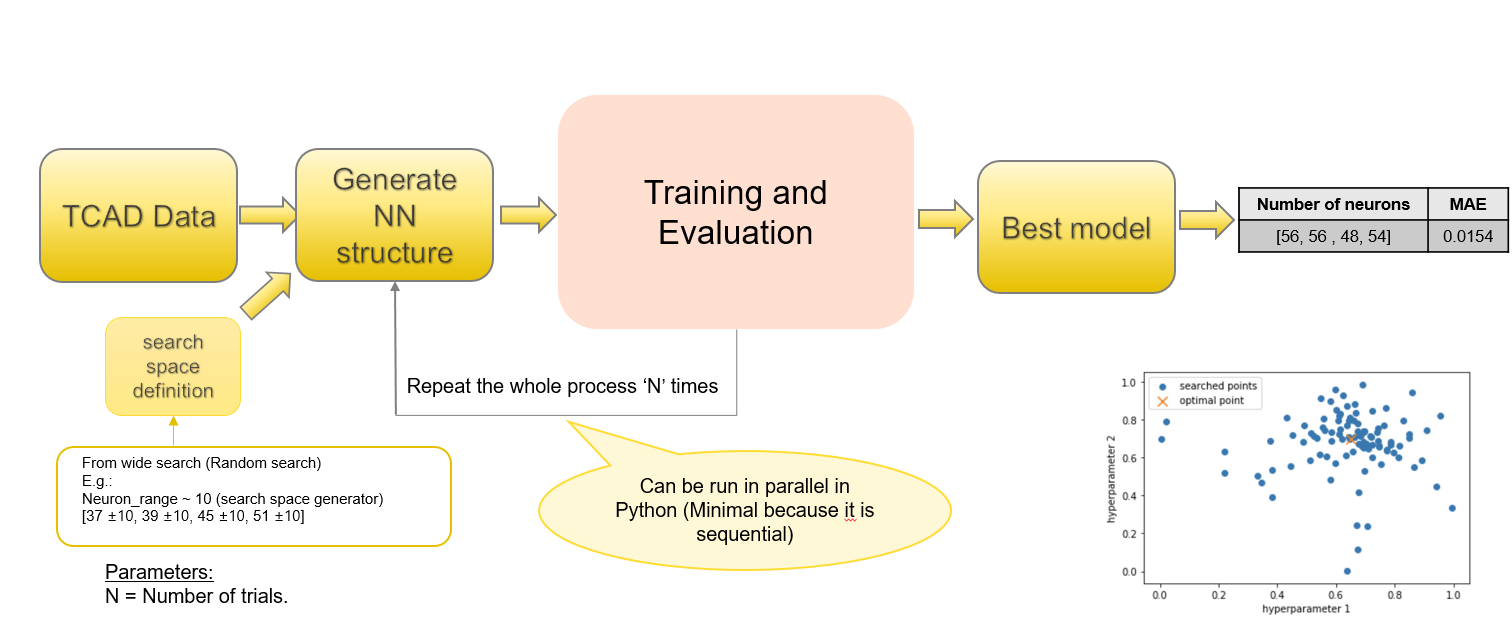 TCAD Data
Generate
NN
structure
Training and
Evaluation
Best model
Number of neurons MAE
[56, 56 , 48, 54] 0.0154
search
space
definition
Repeat the whole process ‘N’ times
From wide search (Random search)
E.g.:
Neuron_range ~ 10 (search space generator)
[37 ±10, 39 ±10, 45 ±10, 51 ±10]
Can be run in parallel in
Python (Minimal because it is
sequential)
Parameters:
N = Number of trials.
searched points
optimal point
hyperparameter 2
1.0
0.8
0.6
0.4
0.2
0.0
0.0 0.2 0.4 0.6 0.8 1.0
hyperparameter 1